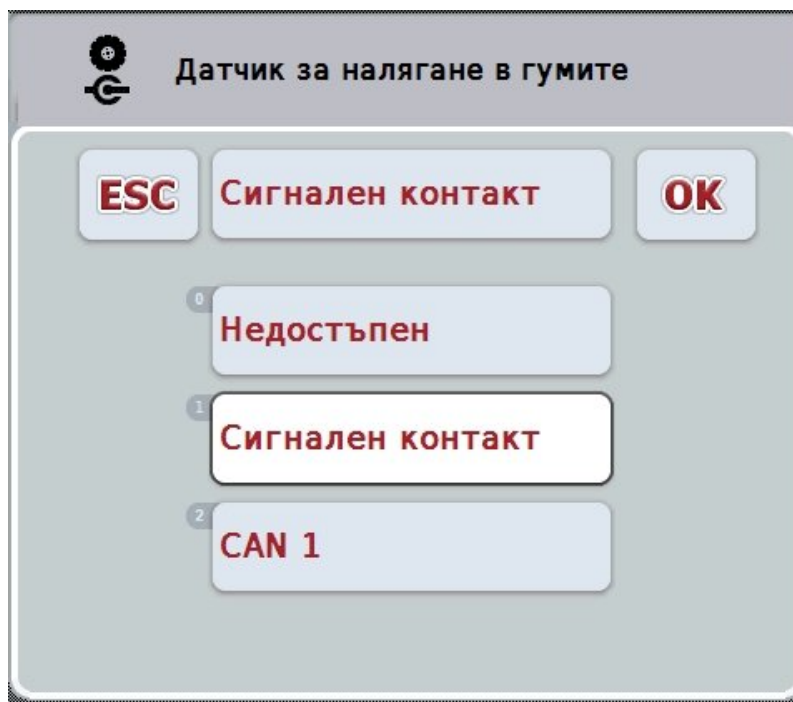 Датчик за налягане в гумите
ESC Сигнален контакт OK
0
Недостъпен
1
Сигнален контакт
2
CAN 1